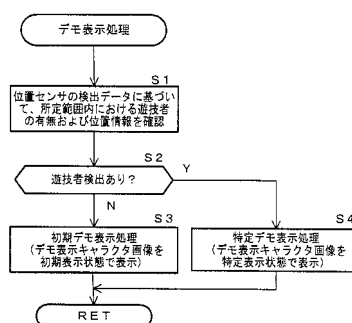 デモ表示処理
S1
位置センサの検出データに基づい
て、所定範囲内における遊技者
の有無および位置情報を確認
S2
遊技者検出あり?
Y
N
S3
初期デモ表示処理
(デモ表示キャラクタ画像を
初期表示状態で表示)
S4
特定デモ表示処理
(デモ表示キャラクタ画像を
特定表示状態で表示)
RET